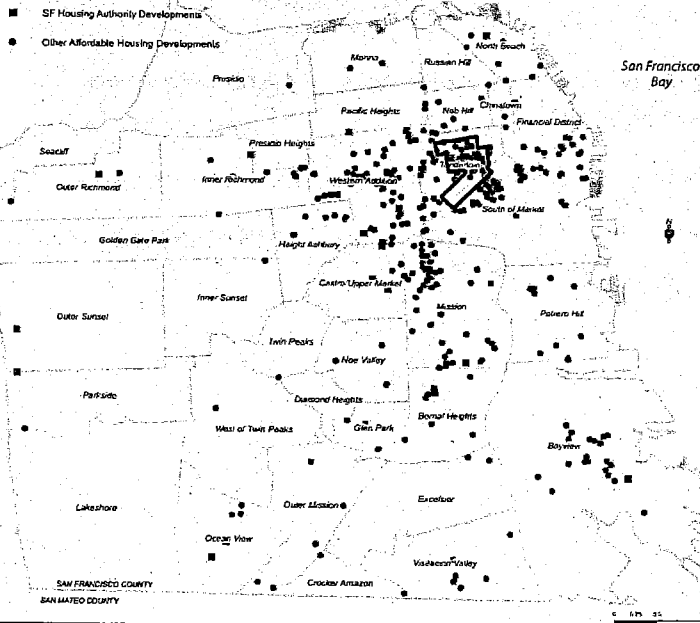 SF Housing Authority Developments
Other Affordable Housing Developments
North Beach
Marina
Russian Hill
San Francisco
Bay
Presidio
Pacific Heights
Nob Hill
Chinatown
Financial District
Seacliff
Presidio Heights
Outer Richmond
Inner Richmond
Western Addition
Tenderloin
South of Market
N
Golden Gate Park
Haight Ashbury
Castro/Upper Market
Outer Sunset
Inner Sunset
Mission
Potrero Hill
Twin Peaks
Noe Valley
Parkside
Diamond Heights
West of Twin Peaks
Glen Park
Bernal Heights
Bayview
Lakeshore
Outer Mission
Excelsior
Ocean View
Visitacion Valley
SAN FRANCISCO COUNTY
Crocker Amazon
SAN MATEO COUNTY